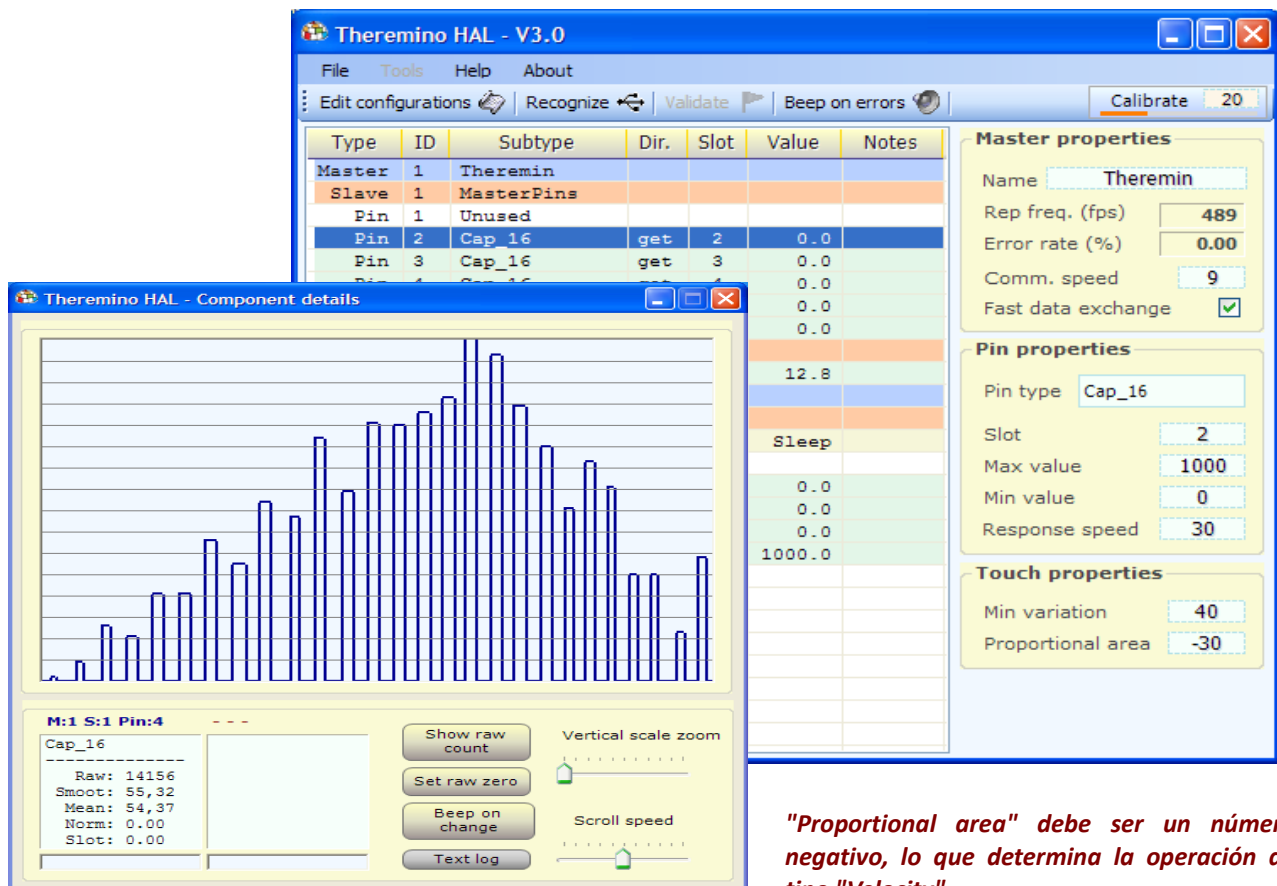 Theremino HAL - V3.0
File Tools Help About
Edit configurations Recognize Validate Beep on errors Calibrate 20
Type ID Subtype Dir. Slot Value Notes
Master 1 Theremin
Slave 1 MasterPins
Pin 1 Unused
Pin 2 Cap_16 get 2 0.0
Pin 3 Cap_16 get 3 0.0
0.0
0.0
0.0
12.8
Sleep
0.0
0.0
0.0
1000.0
Master properties
Name Theremin
Rep freq. (fps) 489
Error rate (%) 0.00
Comm. speed 9
Fast data exchange
Pin properties
Pin type Cap_16
Slot 2
Max value 1000
Min value 0
Response speed 30
Touch properties
Min variation 40
Proportional area -30
Theremino HAL - Component details
M:1 S:1 Pin:4 - - -
Cap_16
--------------
Raw: 14156
Smoot: 55,32
Mean: 54,37
Norm: 0.00
Slot: 0.00
Show raw count
Set raw zero
Beep on change
Text log
Vertical scale zoom
Scroll speed
"Proportional area" debe ser un númer
negativo, lo que determina la operación d
tipo "Velocity"